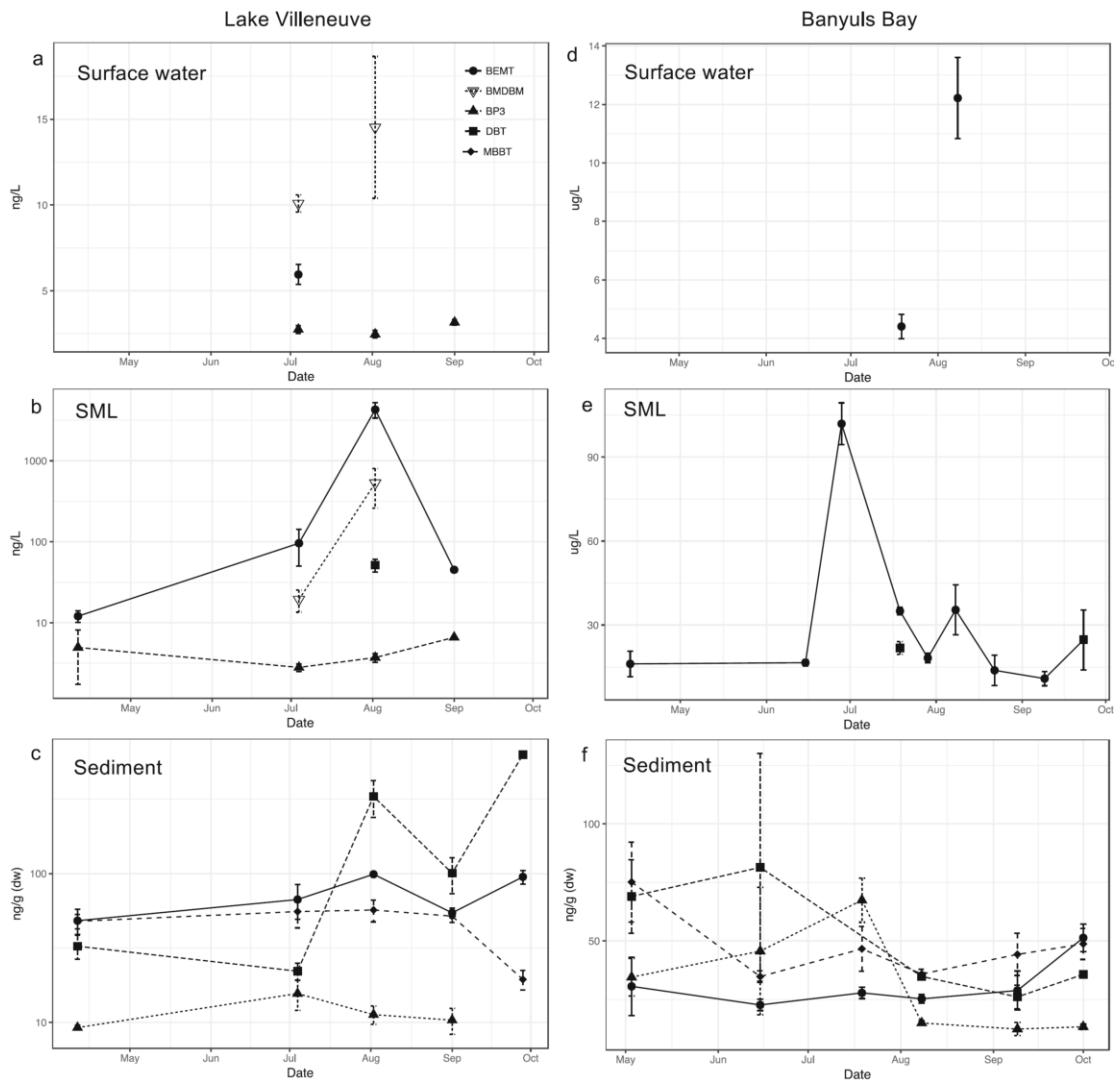 Lake Villeneuve
Banyuls Bay
a
Surface water
BEMT
BMDBM
BP3
DBT
MBBT
15
10
5
ng/L
May Jun Jul Aug Sep Oct
Date
d
Surface water
14
12
10
8
6
4
ug/L
May Jun Jul Aug Sep Oct
Date
b
SML
1000
100
10
ng/L
May Jun Jul Aug Sep Oct
Date
e
SML
90
60
30
ug/L
May Jun Jul Aug Sep Oct
Date
c
Sediment
100
10
ng/g (dw)
May Jun Jul Aug Sep Oct
Date
f
Sediment
100
50
ng/g (dw)
May Jun Jul Aug Sep Oct
Date